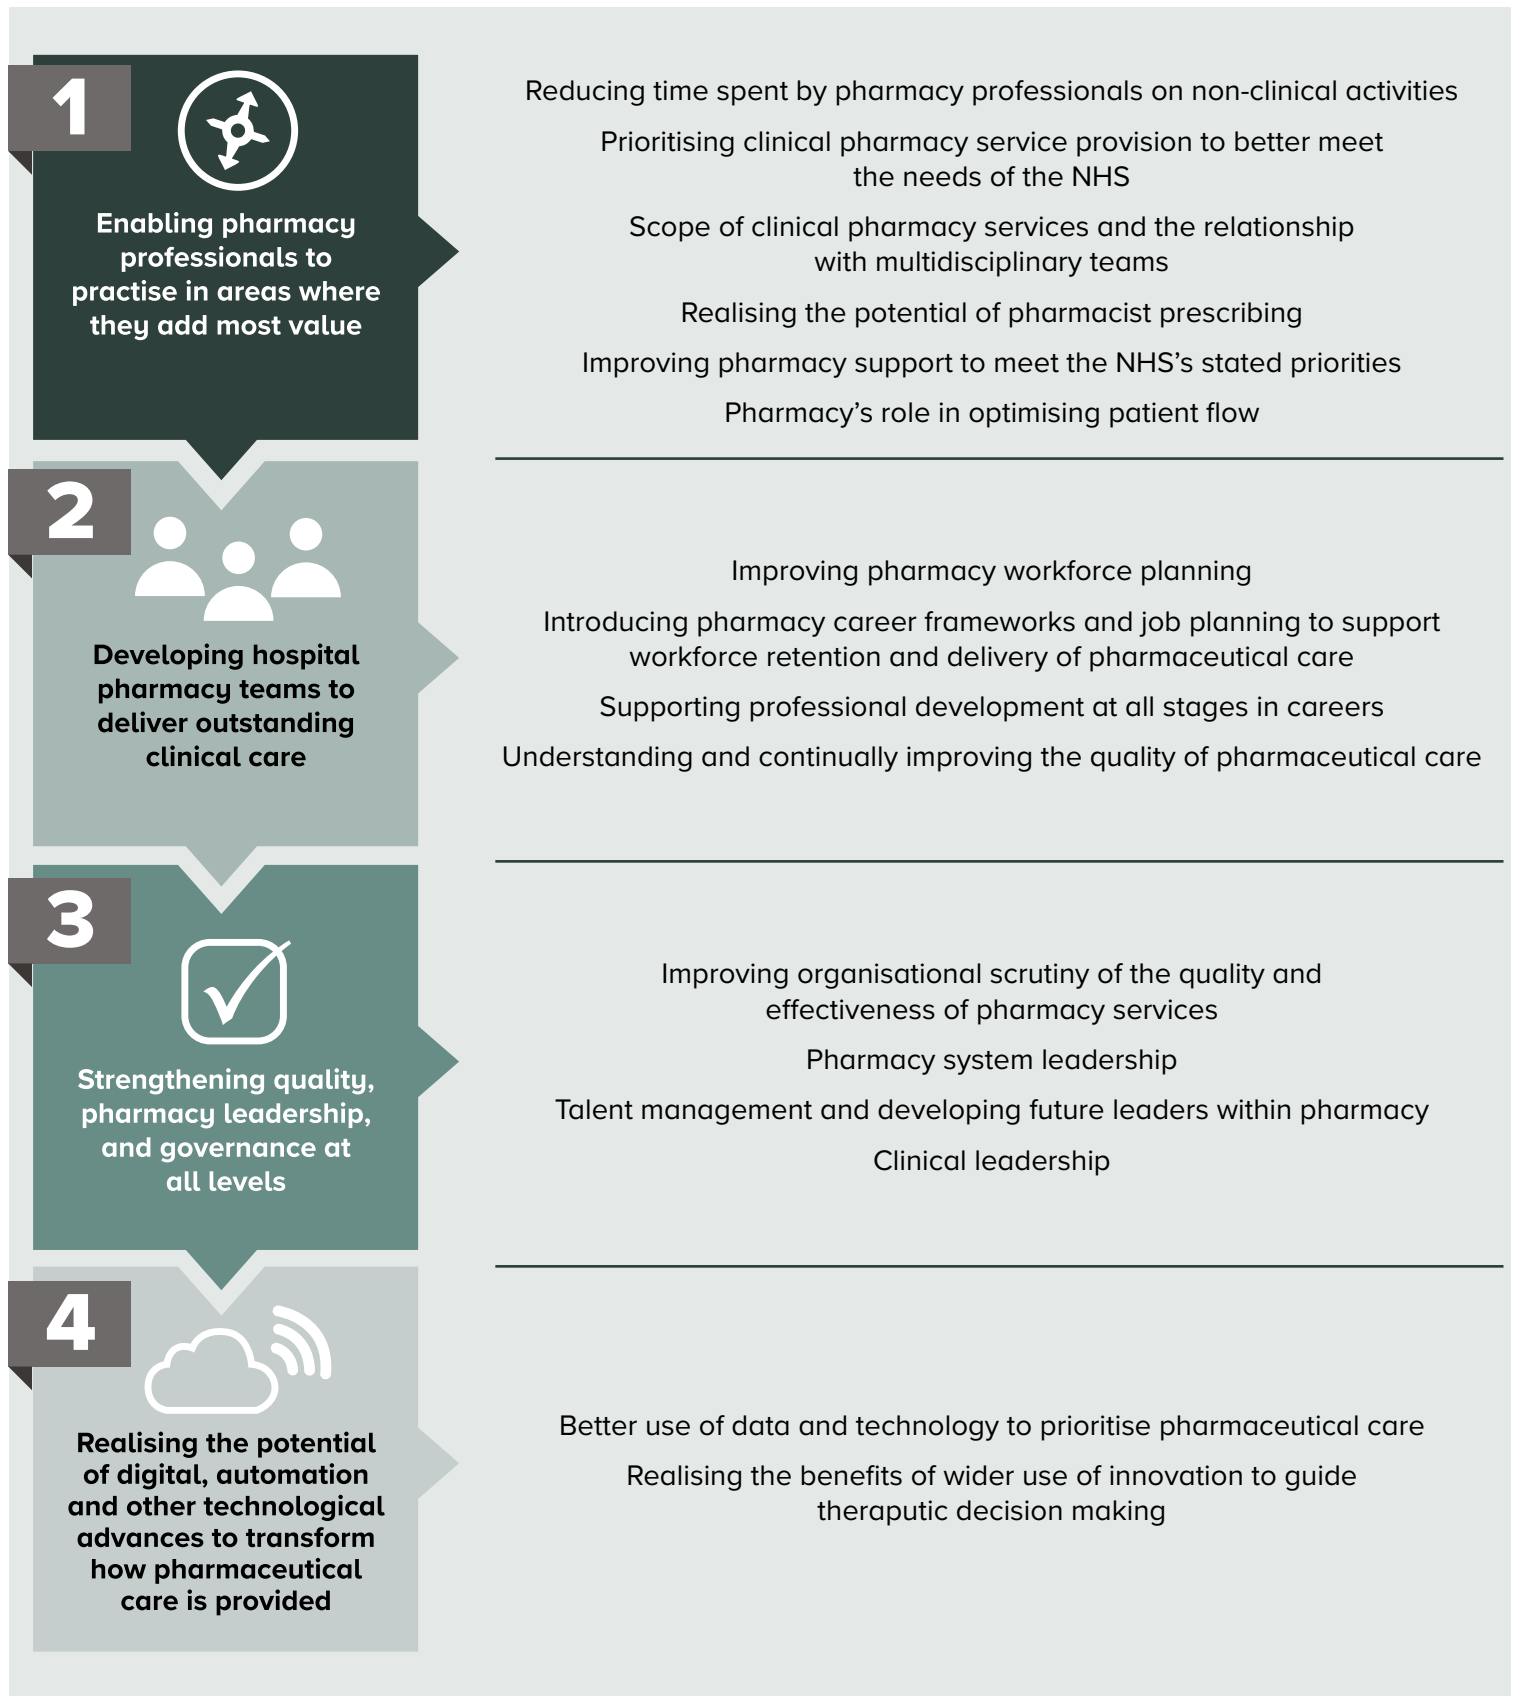 1
Enabling pharmacy
professionals to
practise in areas where
they add most value
Reducing time spent by pharmacy professionals on non-clinical activities
Prioritising clinical pharmacy service provision to better meet
the needs of the NHS
Scope of clinical pharmacy services and the relationship
with multidisciplinary teams
Realising the potential of pharmacist prescribing
Improving pharmacy support to meet the NHS’s stated priorities
Pharmacy’s role in optimising patient flow
2
Developing hospital
pharmacy teams to
deliver outstanding
clinical care
Improving pharmacy workforce planning
Introducing pharmacy career frameworks and job planning to support
workforce retention and delivery of pharmaceutical care
Supporting professional development at all stages in careers
Understanding and continually improving the quality of pharmaceutical care
3
Strengthening quality,
pharmacy leadership,
and governance at
all levels
Improving organisational scrutiny of the quality and
effectiveness of pharmacy services
Pharmacy system leadership
Talent management and developing future leaders within pharmacy
Clinical leadership
4
Realising the potential
of digital, automation
and other technological
advances to transform
how pharmaceutical
care is provided
Better use of data and technology to prioritise pharmaceutical care
Realising the benefits of wider use of innovation to guide
theraputic decision making